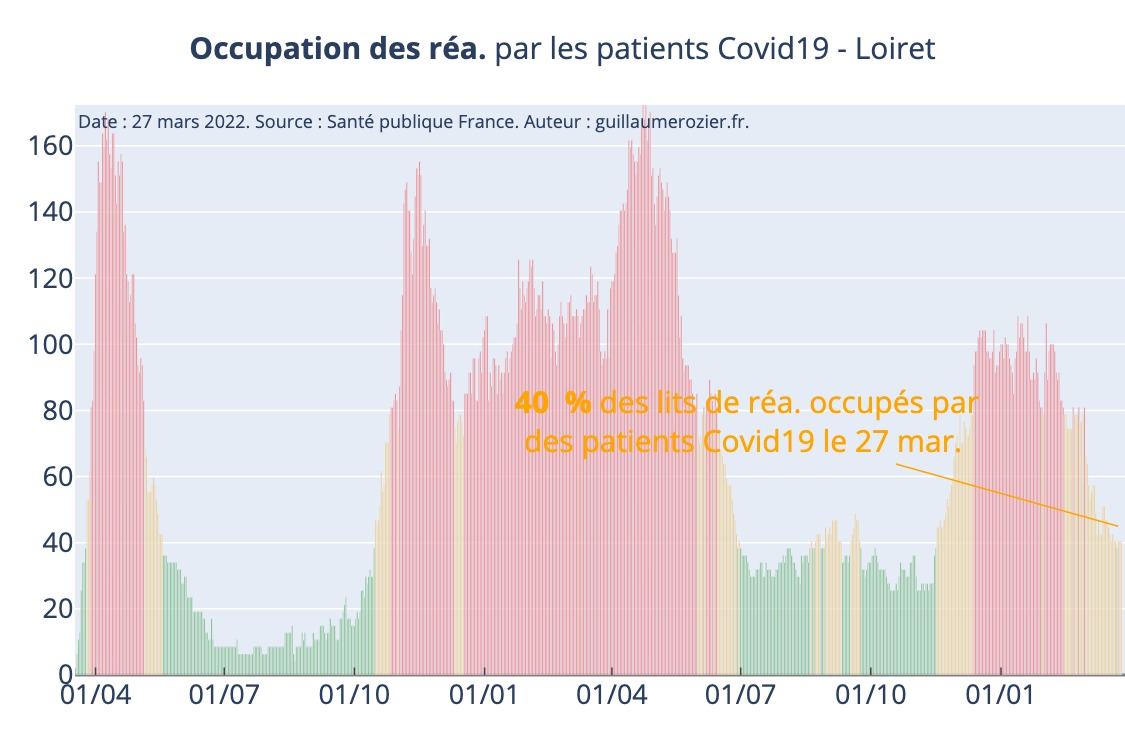 Occupation des réa. par les patients Covid19 - Loiret
Date : 27 mars 2022. Source : Santé publique France. Auteur : guillaumerozier.fr.
160
140
120
100
80
60
40
20
0
40 % des lits de réa. occupés par
des patients Covid19 le 27 mar.
01/04 01/07 01/10 01/01 01/04 01/07 01/10 01/01